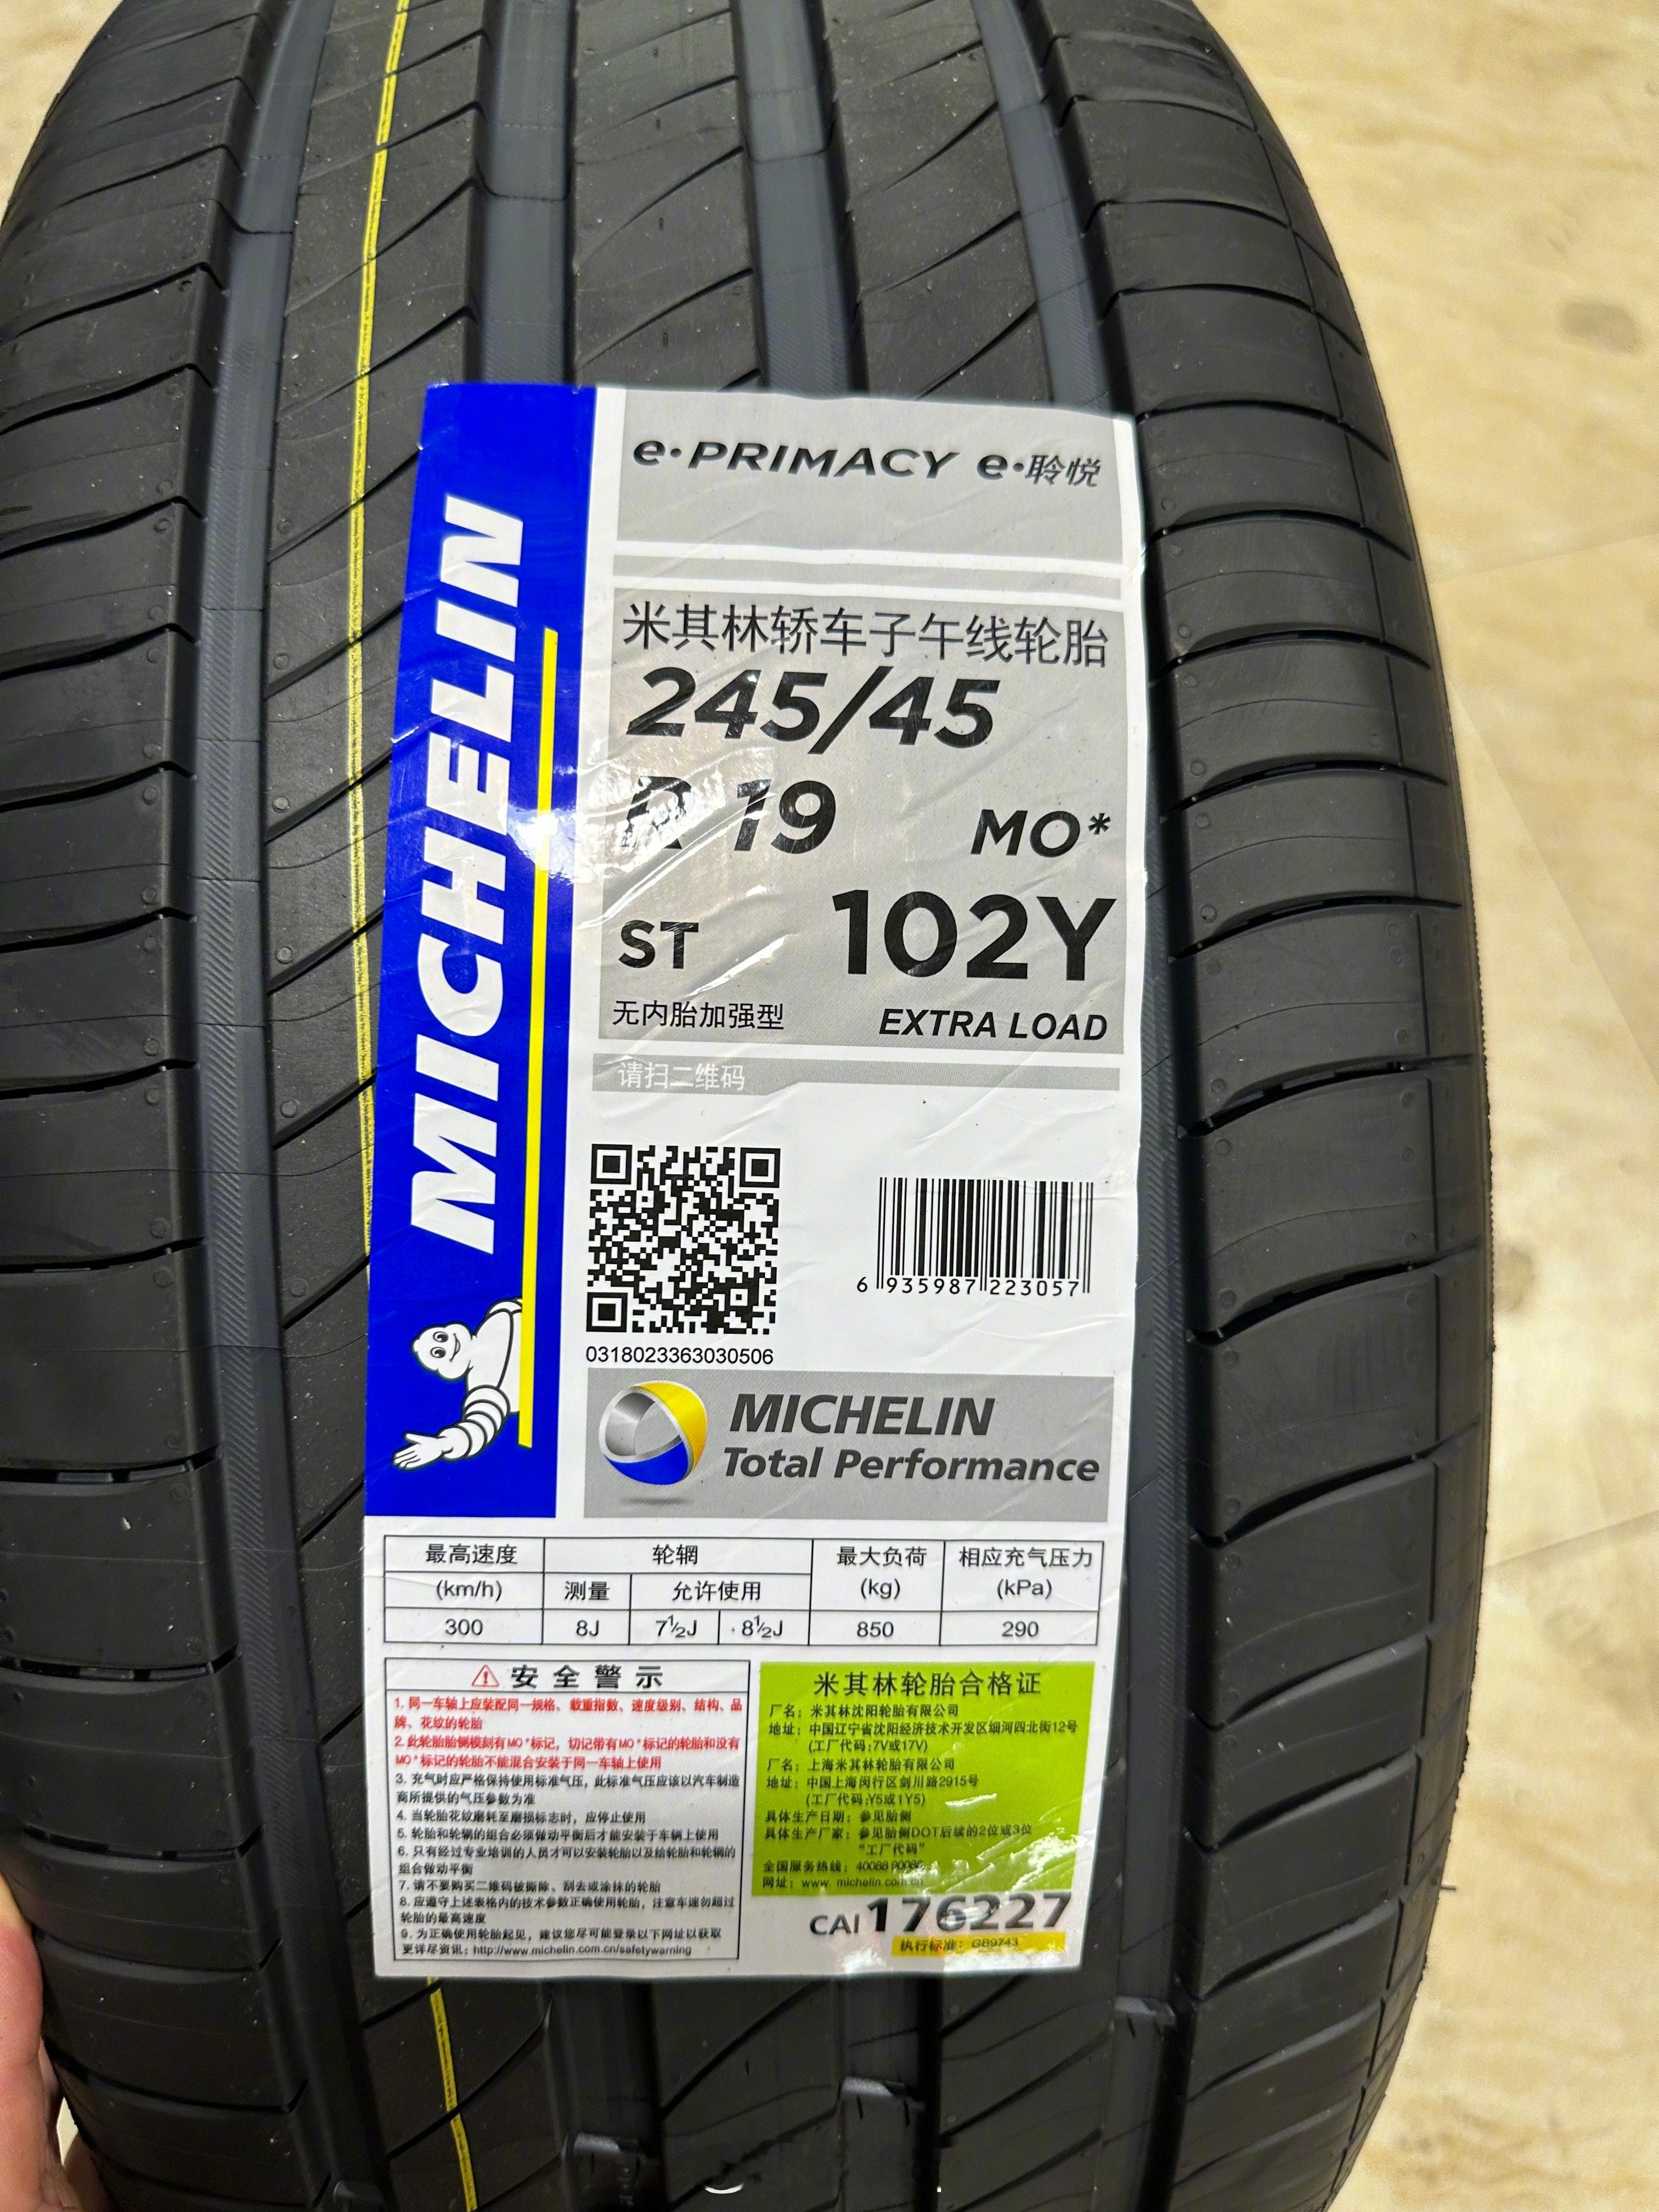 MICHELIN
e·PRIMACY e·聆悦
米其林轿车子午线轮胎
245/45
R 19 MO*
ST 102Y
无内胎加强型 EXTRA LOAD
请扫二维码
6 935987 223057
0318023363030506
MICHELIN
Total Performance
最高速度 轮辋 最大负荷 相应充气压力
(km/h) 测量 允许使用 (kg) (kPa)
300 8J 7½J 8½J 850 290
安全警示
1. 同一车轴上应装配同一规格、载重指数、速度级别、结构、品
牌、花纹的轮胎
2. 此轮胎胎侧模刻有MO*标记，切记带有MO*标记的轮胎和没有
MO*标记的轮胎不能混合安装于同一车轴上使用
3. 充气时应严格保持使用标准气压，此标准气压应该以汽车制造
商所提供的气压参数为准
4. 当轮胎花纹磨耗至磨损标志时，应停止使用
5. 轮胎和轮辋的组合必须做动平衡后才能安装于车辆上使用
6. 只有经过专业培训的人员才可以安装轮胎以及给轮胎和轮辋的
组合做动平衡
7. 请不要购买二维码被撕除、刮去或涂抹的轮胎
8. 应遵守上述表格内的技术参数正确使用轮胎，注意车速勿超过
轮胎的最高速度
9. 为正确使用轮胎起见，建议您尽可能登录以下网址以获取
更详尽资讯：http://www.michelin.com.cn/safetywarning
米其林轮胎合格证
厂名：米其林沈阳轮胎有限公司
地址：中国辽宁省沈阳经济技术开发区细河四北街12号
(工厂代码:7V或17V)
厂名：上海米其林轮胎有限公司
地址：中国上海闵行区剑川路2915号
(工厂代码:Y5或1Y5)
具体生产日期：参见胎侧
具体生产厂家：参见胎侧DOT后续的2位或3位
“工厂代码”
全国服务热线：
网址：www. michelin.com.cn
CAI 176227
执行标准：GB9743